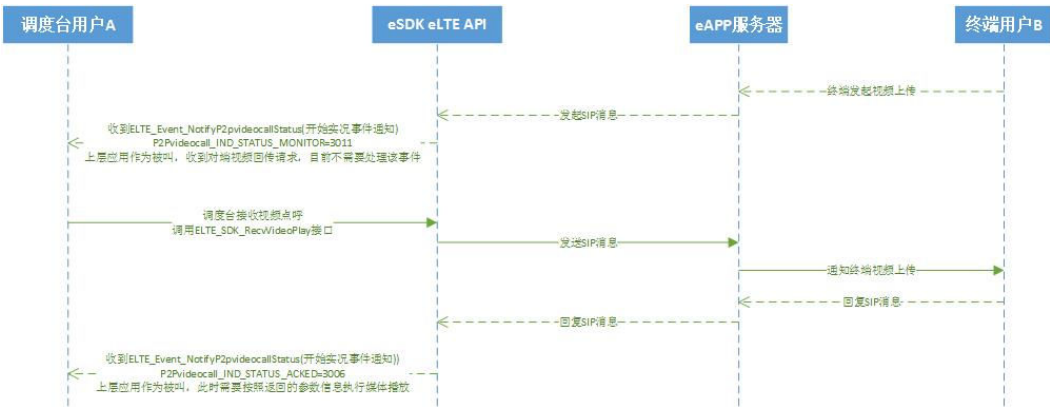 调度台用户A
eSDK eLTE API
eAPP服务器
终端用户B
终端发起视频上传
发起SIP消息
收到ELTE_Event_NotifyP2pvideocallStatus(开始实况事件通知)
P2Pvideocall_IND_STATUS_MONITOR=3011
上层应用作为被叫，收到对端视频回传请求，目前不需要处理该事件
调度台接收视频点呼
调用ELTE_SDK_RecvVideoPlay接口
发送SIP消息
通知终端视频上传
回复SIP消息
回复SIP消息
收到ELTE_Event_NotifyP2pvideocallStatus(开始实况事件通知))
P2Pvideocall_IND_STATUS_ACKED=3006
上层应用作为被叫，此时需要按照返回的参数信息执行媒体播放